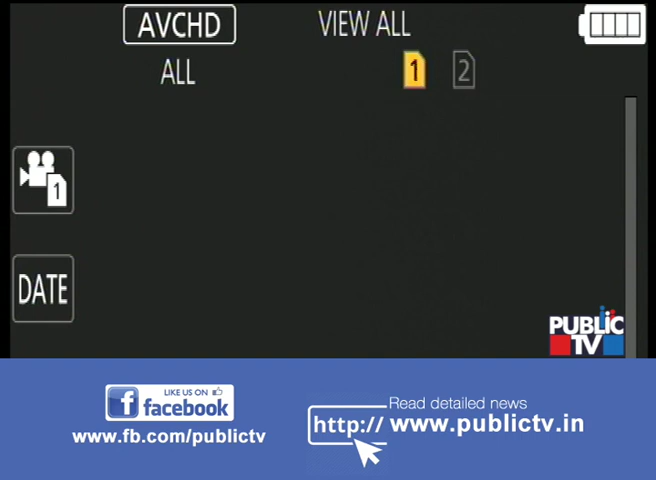 AVCHD
VIEW ALL
ALL
1
2
1
DATE
PUBLiC
TV
LIKE US ON
f facebook
www.fb.com/publictv
Read detailed news
http:// www.publictv.in